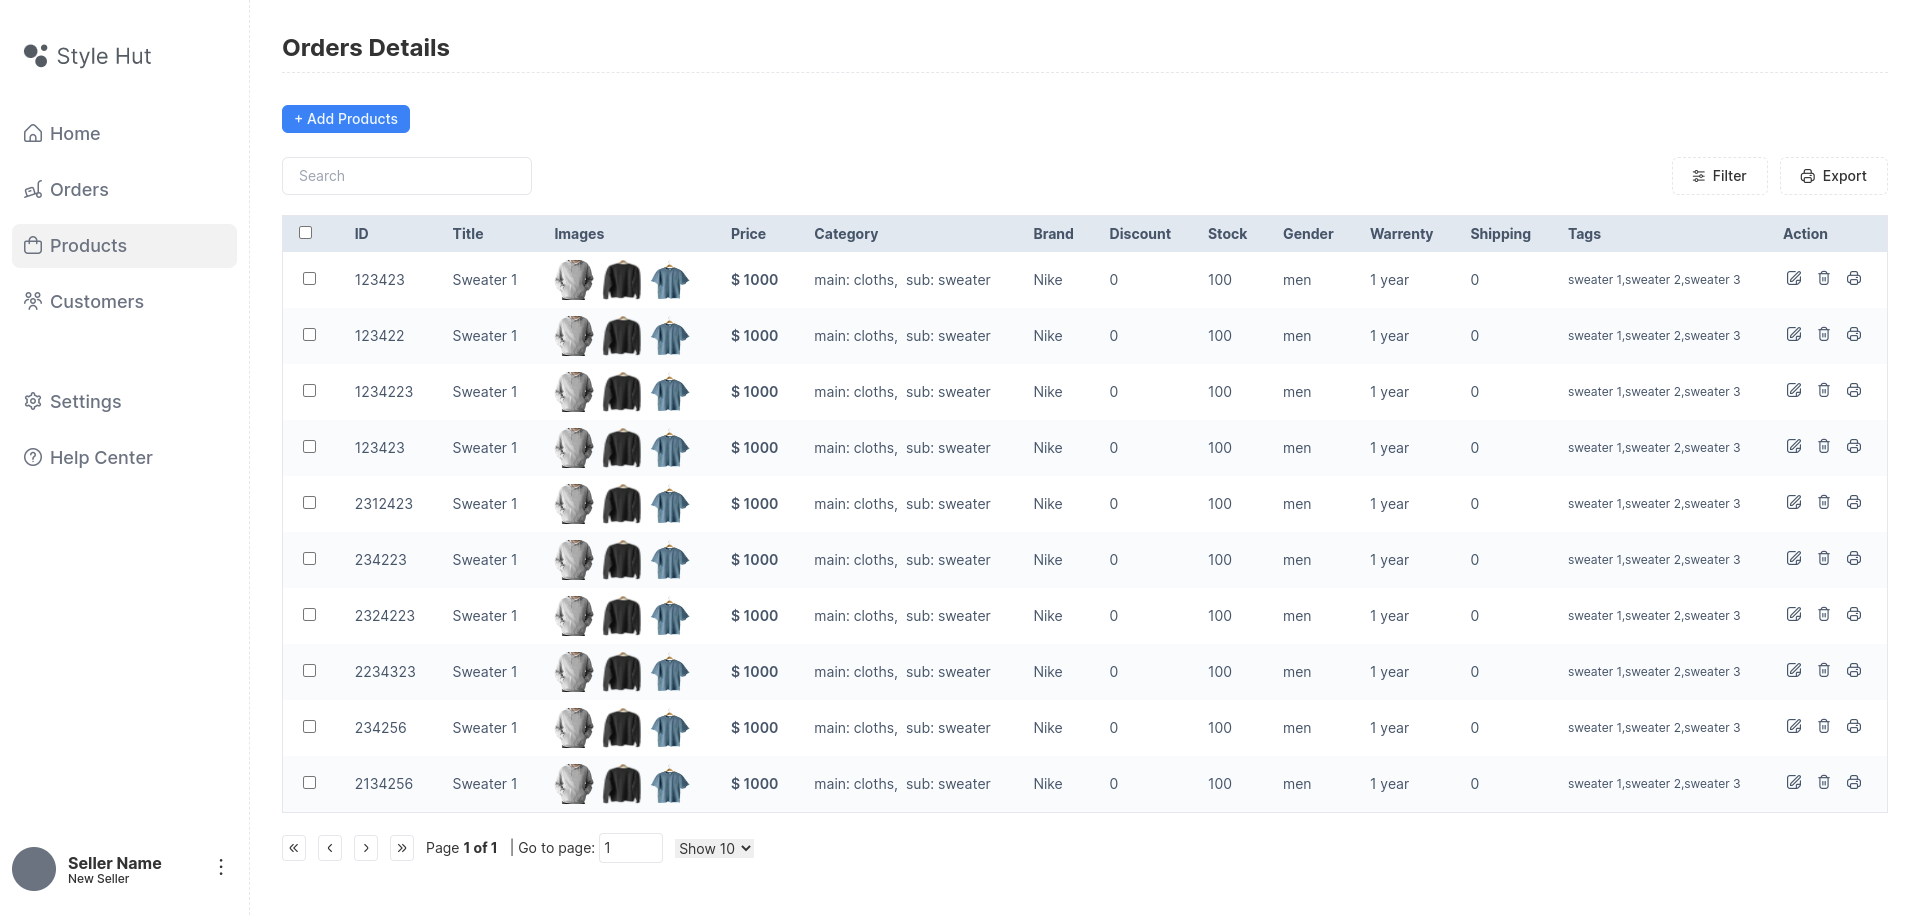 Style Hut
Home
Orders
Products
Customers
Settings
Help Center
Seller Name
New Seller
Orders Details
+ Add Products
Search
Filter
Export
ID Title Images Price Category Brand Discount Stock Gender Warrenty Shipping Tags Action
123423 Sweater 1 $ 1000 main: cloths, sub: sweater Nike 0 100 men 1 year 0 sweater 1,sweater 2,sweater 3
123422 Sweater 1 $ 1000 main: cloths, sub: sweater Nike 0 100 men 1 year 0 sweater 1,sweater 2,sweater 3
1234223 Sweater 1 $ 1000 main: cloths, sub: sweater Nike 0 100 men 1 year 0 sweater 1,sweater 2,sweater 3
123423 Sweater 1 $ 1000 main: cloths, sub: sweater Nike 0 100 men 1 year 0 sweater 1,sweater 2,sweater 3
2312423 Sweater 1 $ 1000 main: cloths, sub: sweater Nike 0 100 men 1 year 0 sweater 1,sweater 2,sweater 3
234223 Sweater 1 $ 1000 main: cloths, sub: sweater Nike 0 100 men 1 year 0 sweater 1,sweater 2,sweater 3
2324223 Sweater 1 $ 1000 main: cloths, sub: sweater Nike 0 100 men 1 year 0 sweater 1,sweater 2,sweater 3
2234323 Sweater 1 $ 1000 main: cloths, sub: sweater Nike 0 100 men 1 year 0 sweater 1,sweater 2,sweater 3
234256 Sweater 1 $ 1000 main: cloths, sub: sweater Nike 0 100 men 1 year 0 sweater 1,sweater 2,sweater 3
2134256 Sweater 1 $ 1000 main: cloths, sub: sweater Nike 0 100 men 1 year 0 sweater 1,sweater 2,sweater 3
« ‹ › » Page 1 of 1 | Go to page: 1 Show 10